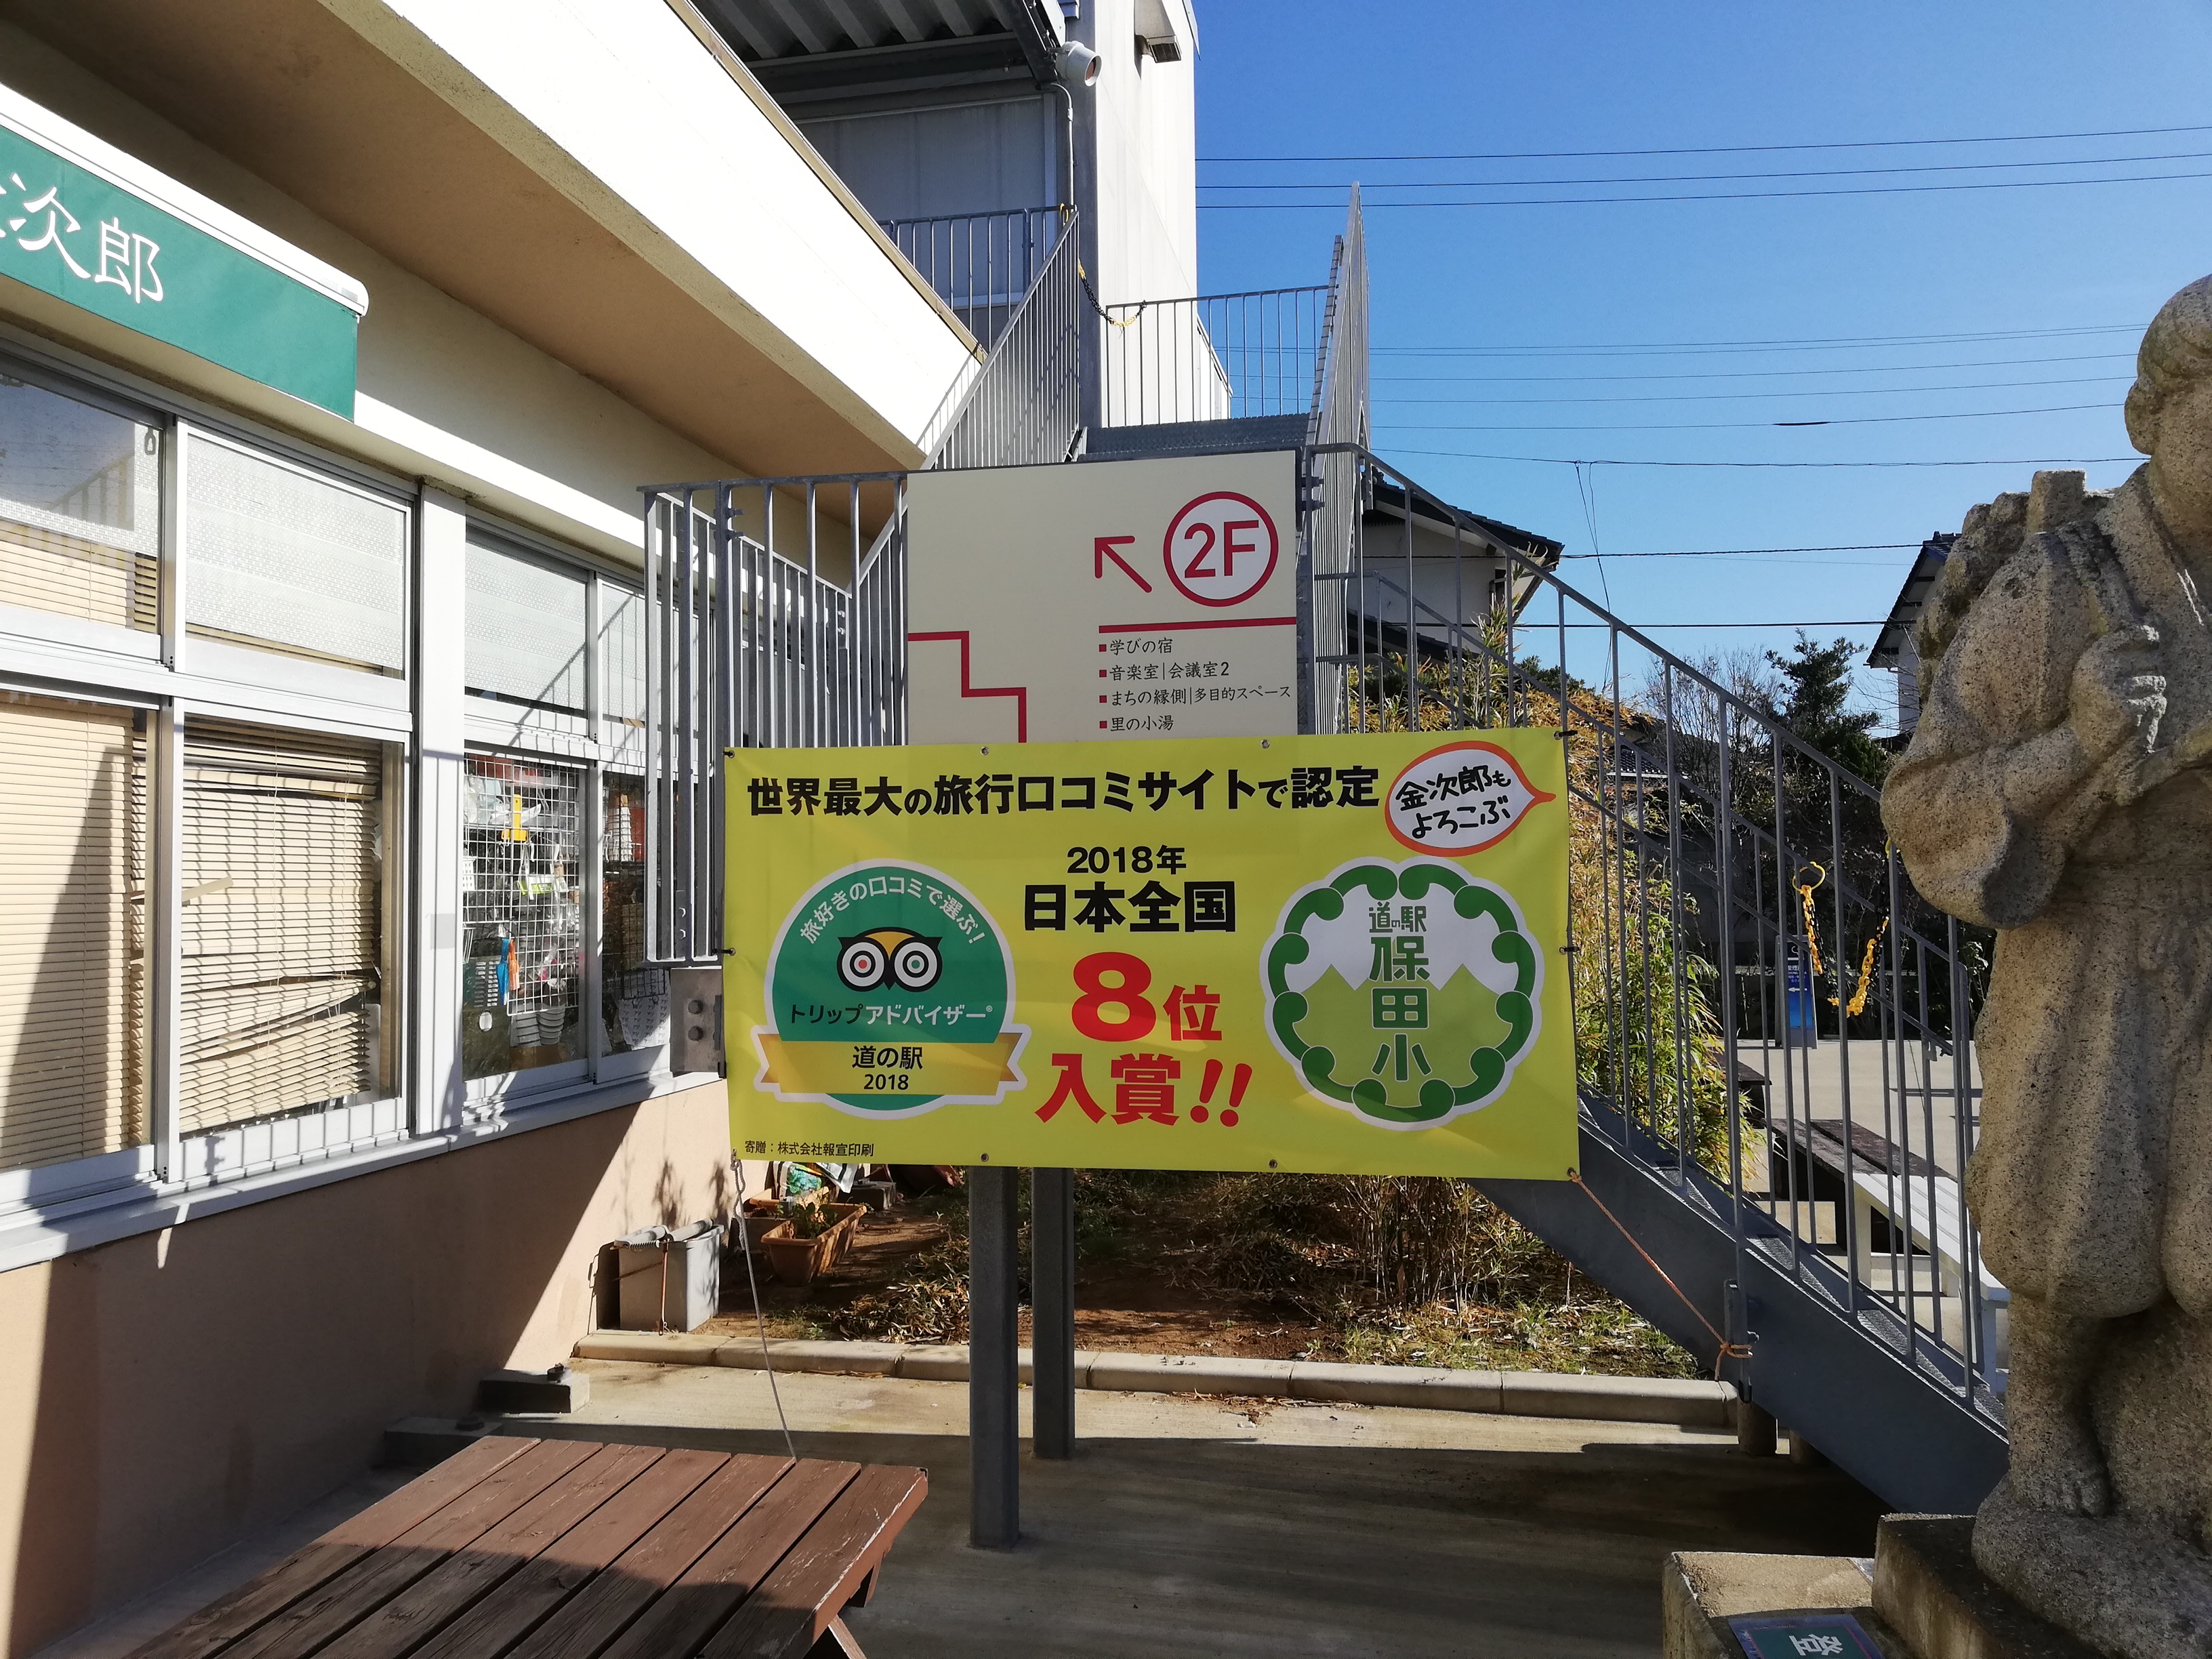 次郎
2F
学びの宿
音楽室|会議室2
まちの縁側|多目的スペース
里の小湯
世界最大の旅行口コミサイトで認定
金次郎も
よろこぶ
2018年
日本全国
8位
入賞!!
旅好きの口コミで選ぶ!
トリップアドバイザー®
道の駅
2018
道の駅
保田小
寄贈:株式会社報宣印刷